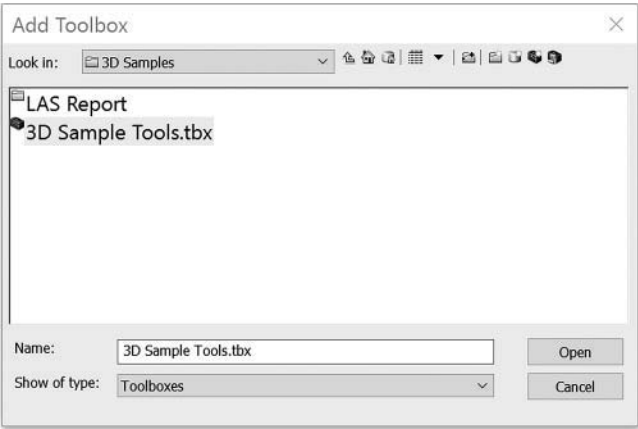 Add Toolbox
Look in: 3D Samples
LAS Report
3D Sample Tools.tbx
Name: 3D Sample Tools.tbx Open
Show of type: Toolboxes Cancel